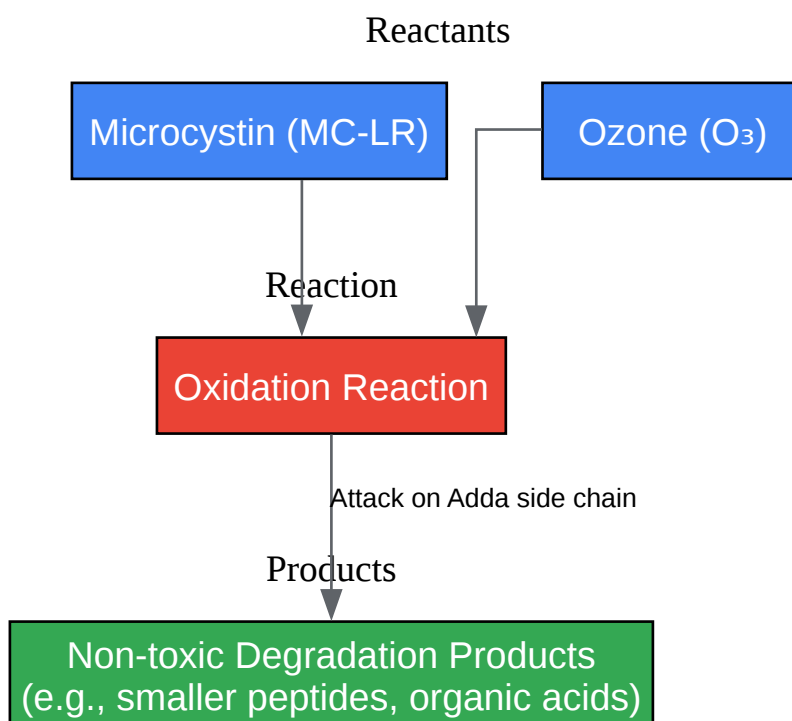 Reactants
Microcystin (MC-LR)
Ozone (O₃)
Reaction
Oxidation Reaction
Attack on Adda side chain
Products
Non-toxic Degradation Products
(e.g., smaller peptides, organic acids)